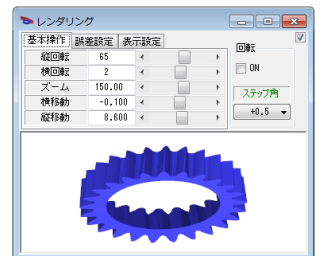 レンダリング
基本操作 誤差設定 表示設定
縦回転 65
横回転 2
ズーム 150.00
横移動 -0.100
縦移動 8.600
回転
ON
ステップ角
+0.5